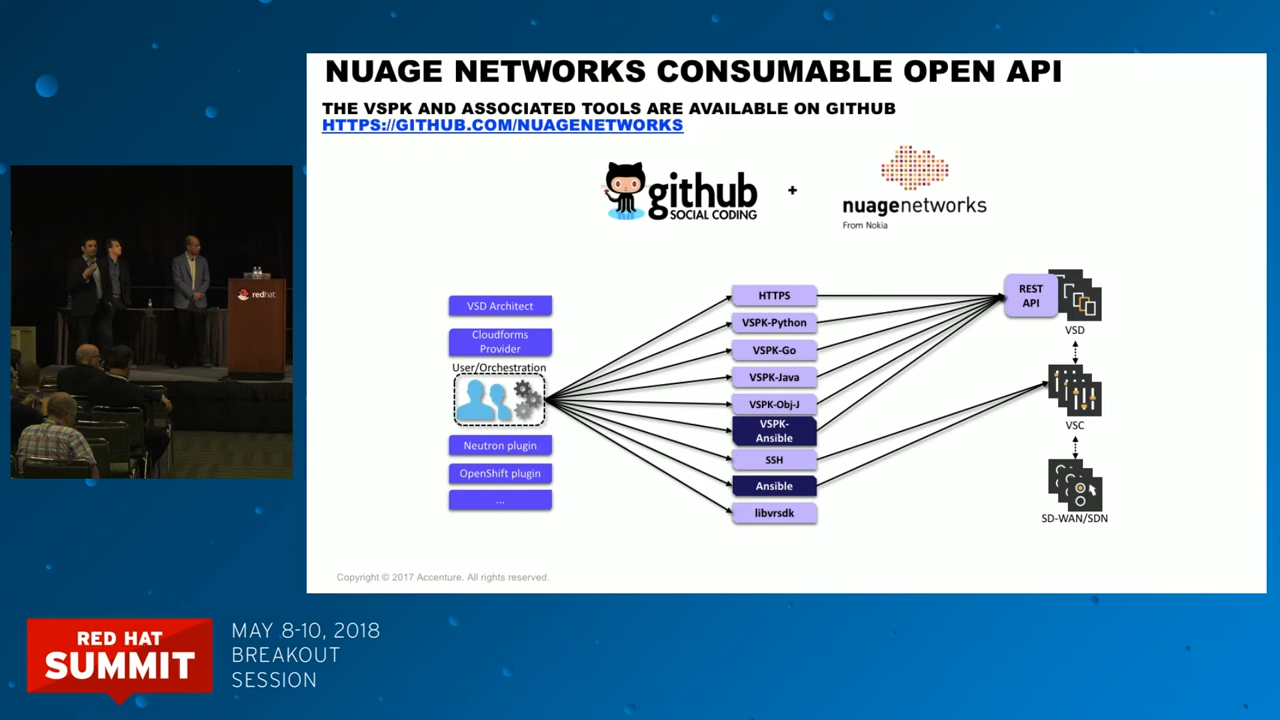 NUAGE NETWORKS CONSUMABLE OPEN API
THE VSPK AND ASSOCIATED TOOLS ARE AVAILABLE ON GITHUB
HTTPS://GITHUB.COM/NUAGENETWORKS
github
SOCIAL CODING
+
nuagenetworks
From Nokia
VSD Architect
Cloudforms
Provider
User/Orchestration
Neutron plugin
OpenShift plugin
...
HTTPS
VSPK-Python
VSPK-Go
VSPK-Java
VSPK-Obj-J
VSPK-
Ansible
SSH
Ansible
libvrsdk
REST
API
VSD
VSC
SD-WAN/SDN
Copyright © 2017 Accenture. All rights reserved.
redhat
RED HAT
SUMMIT
MAY 8-10, 2018
BREAKOUT
SESSION